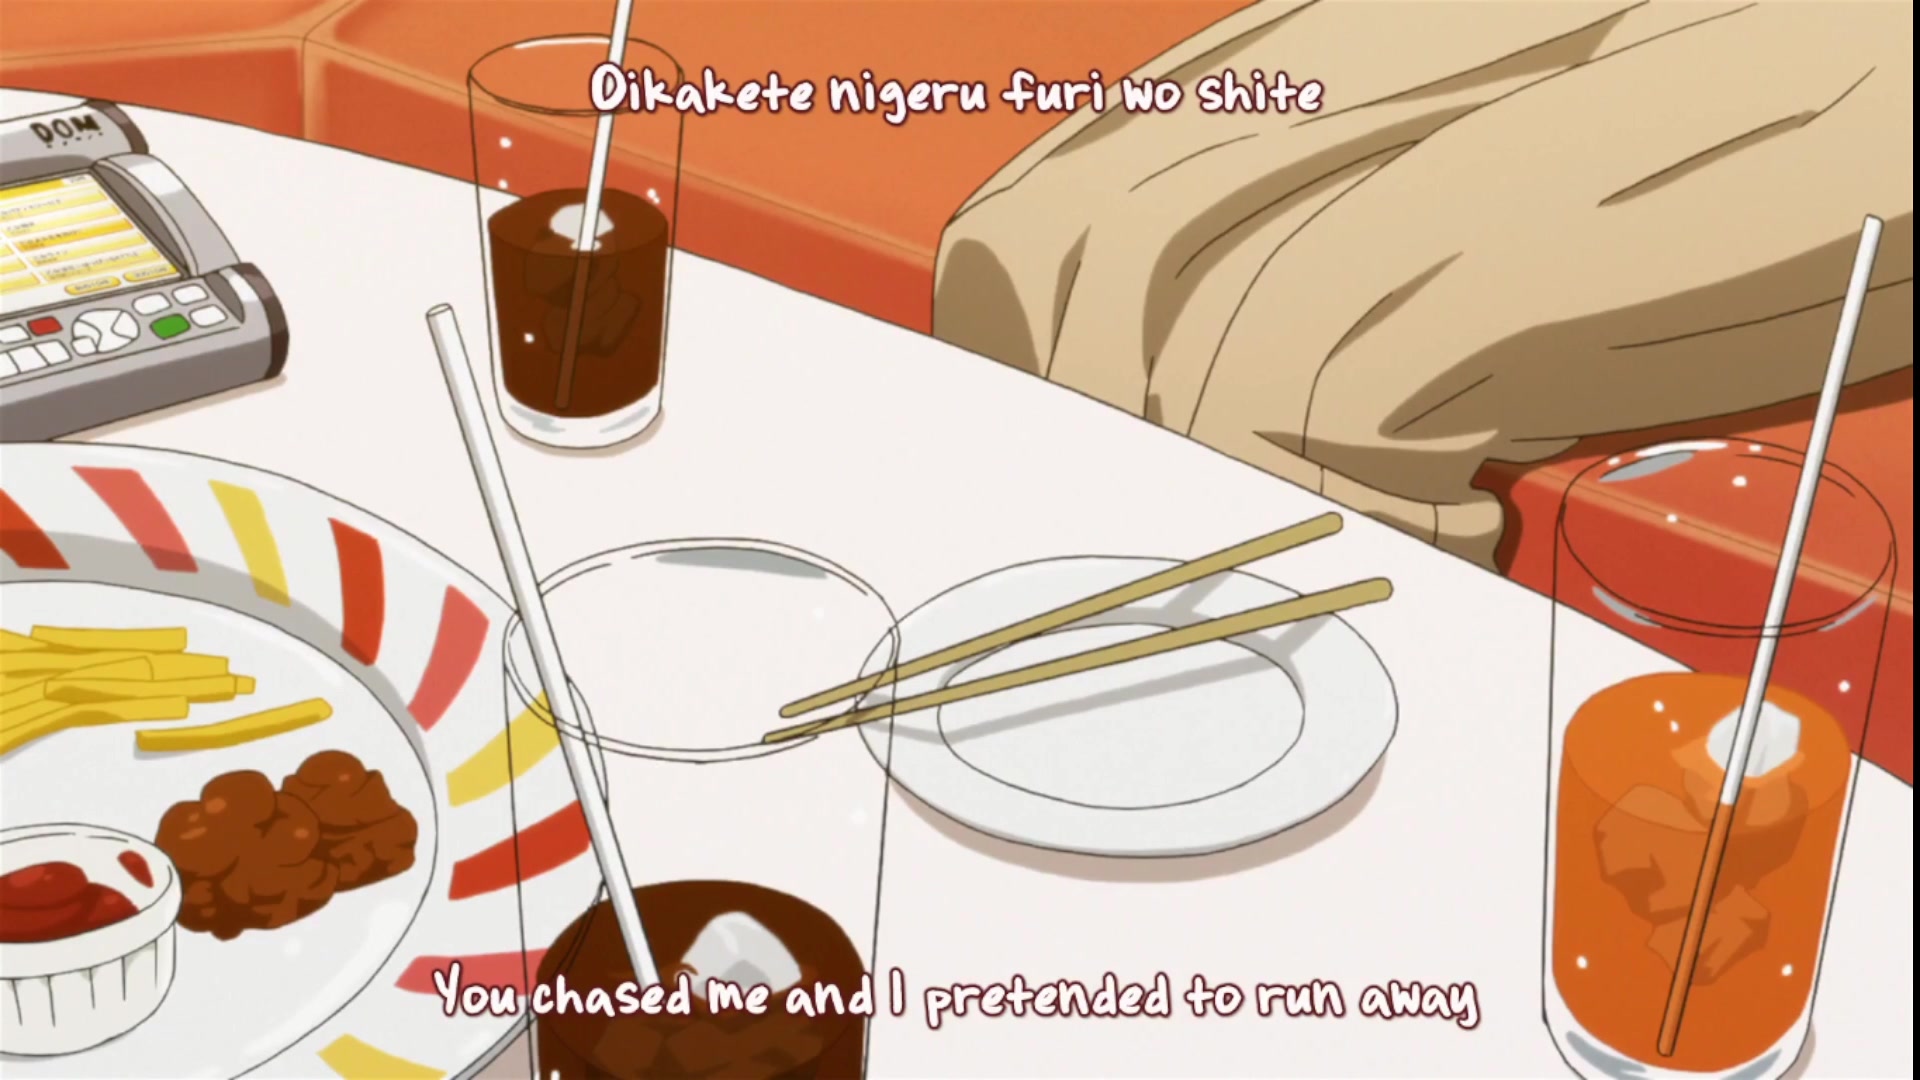 Oikakete nigeru furi wo shite
DOM
You chased me and I pretended to run away